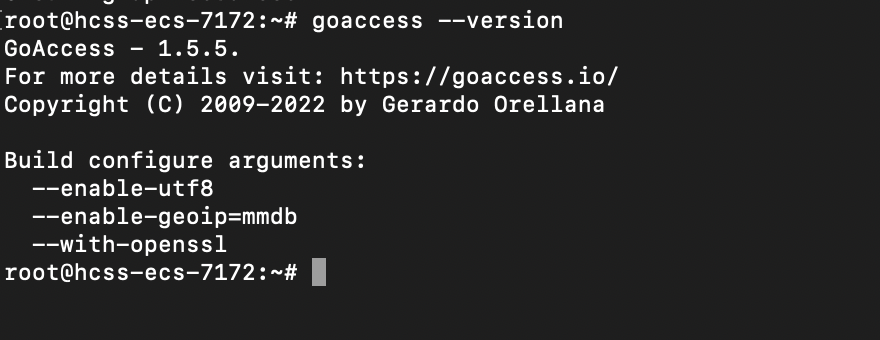 [root@hcss-ecs-7172:~# goaccess --version
GoAccess - 1.5.5.
For more details visit: https://goaccess.io/
Copyright (C) 2009-2022 by Gerardo Orellana

Build configure arguments:
  --enable-utf8
  --enable-geoip=mmdb
  --with-openssl
root@hcss-ecs-7172:~#